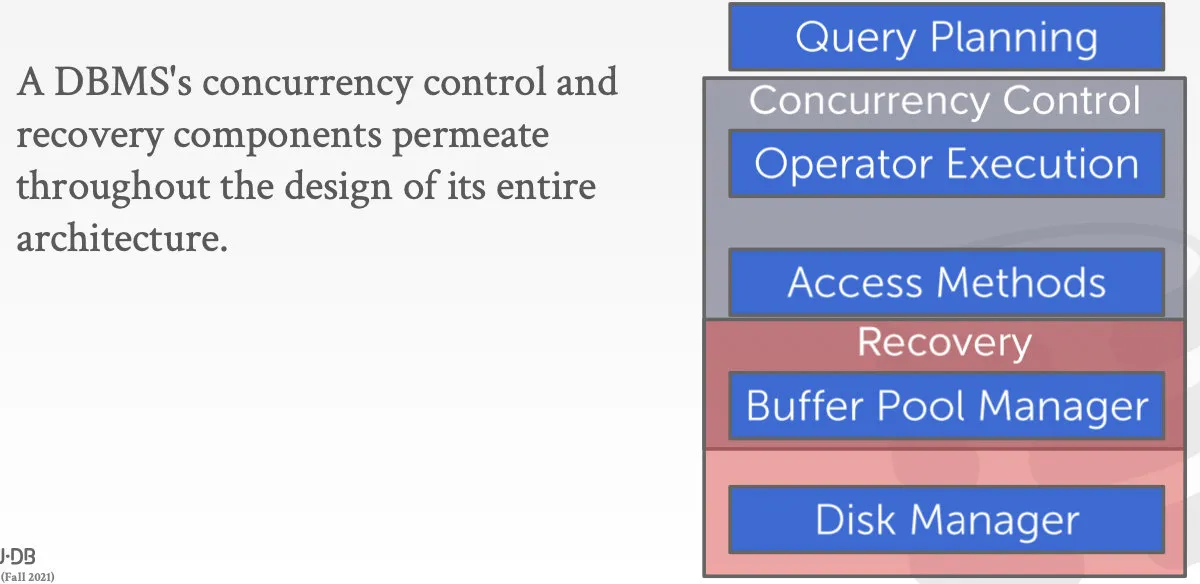 A DBMS's concurrency control and
recovery components permeate
throughout the design of its entire
architecture.
Query Planning
Concurrency Control
Operator Execution
Access Methods
Recovery
Buffer Pool Manager
Disk Manager
·DB
(Fall 2021)